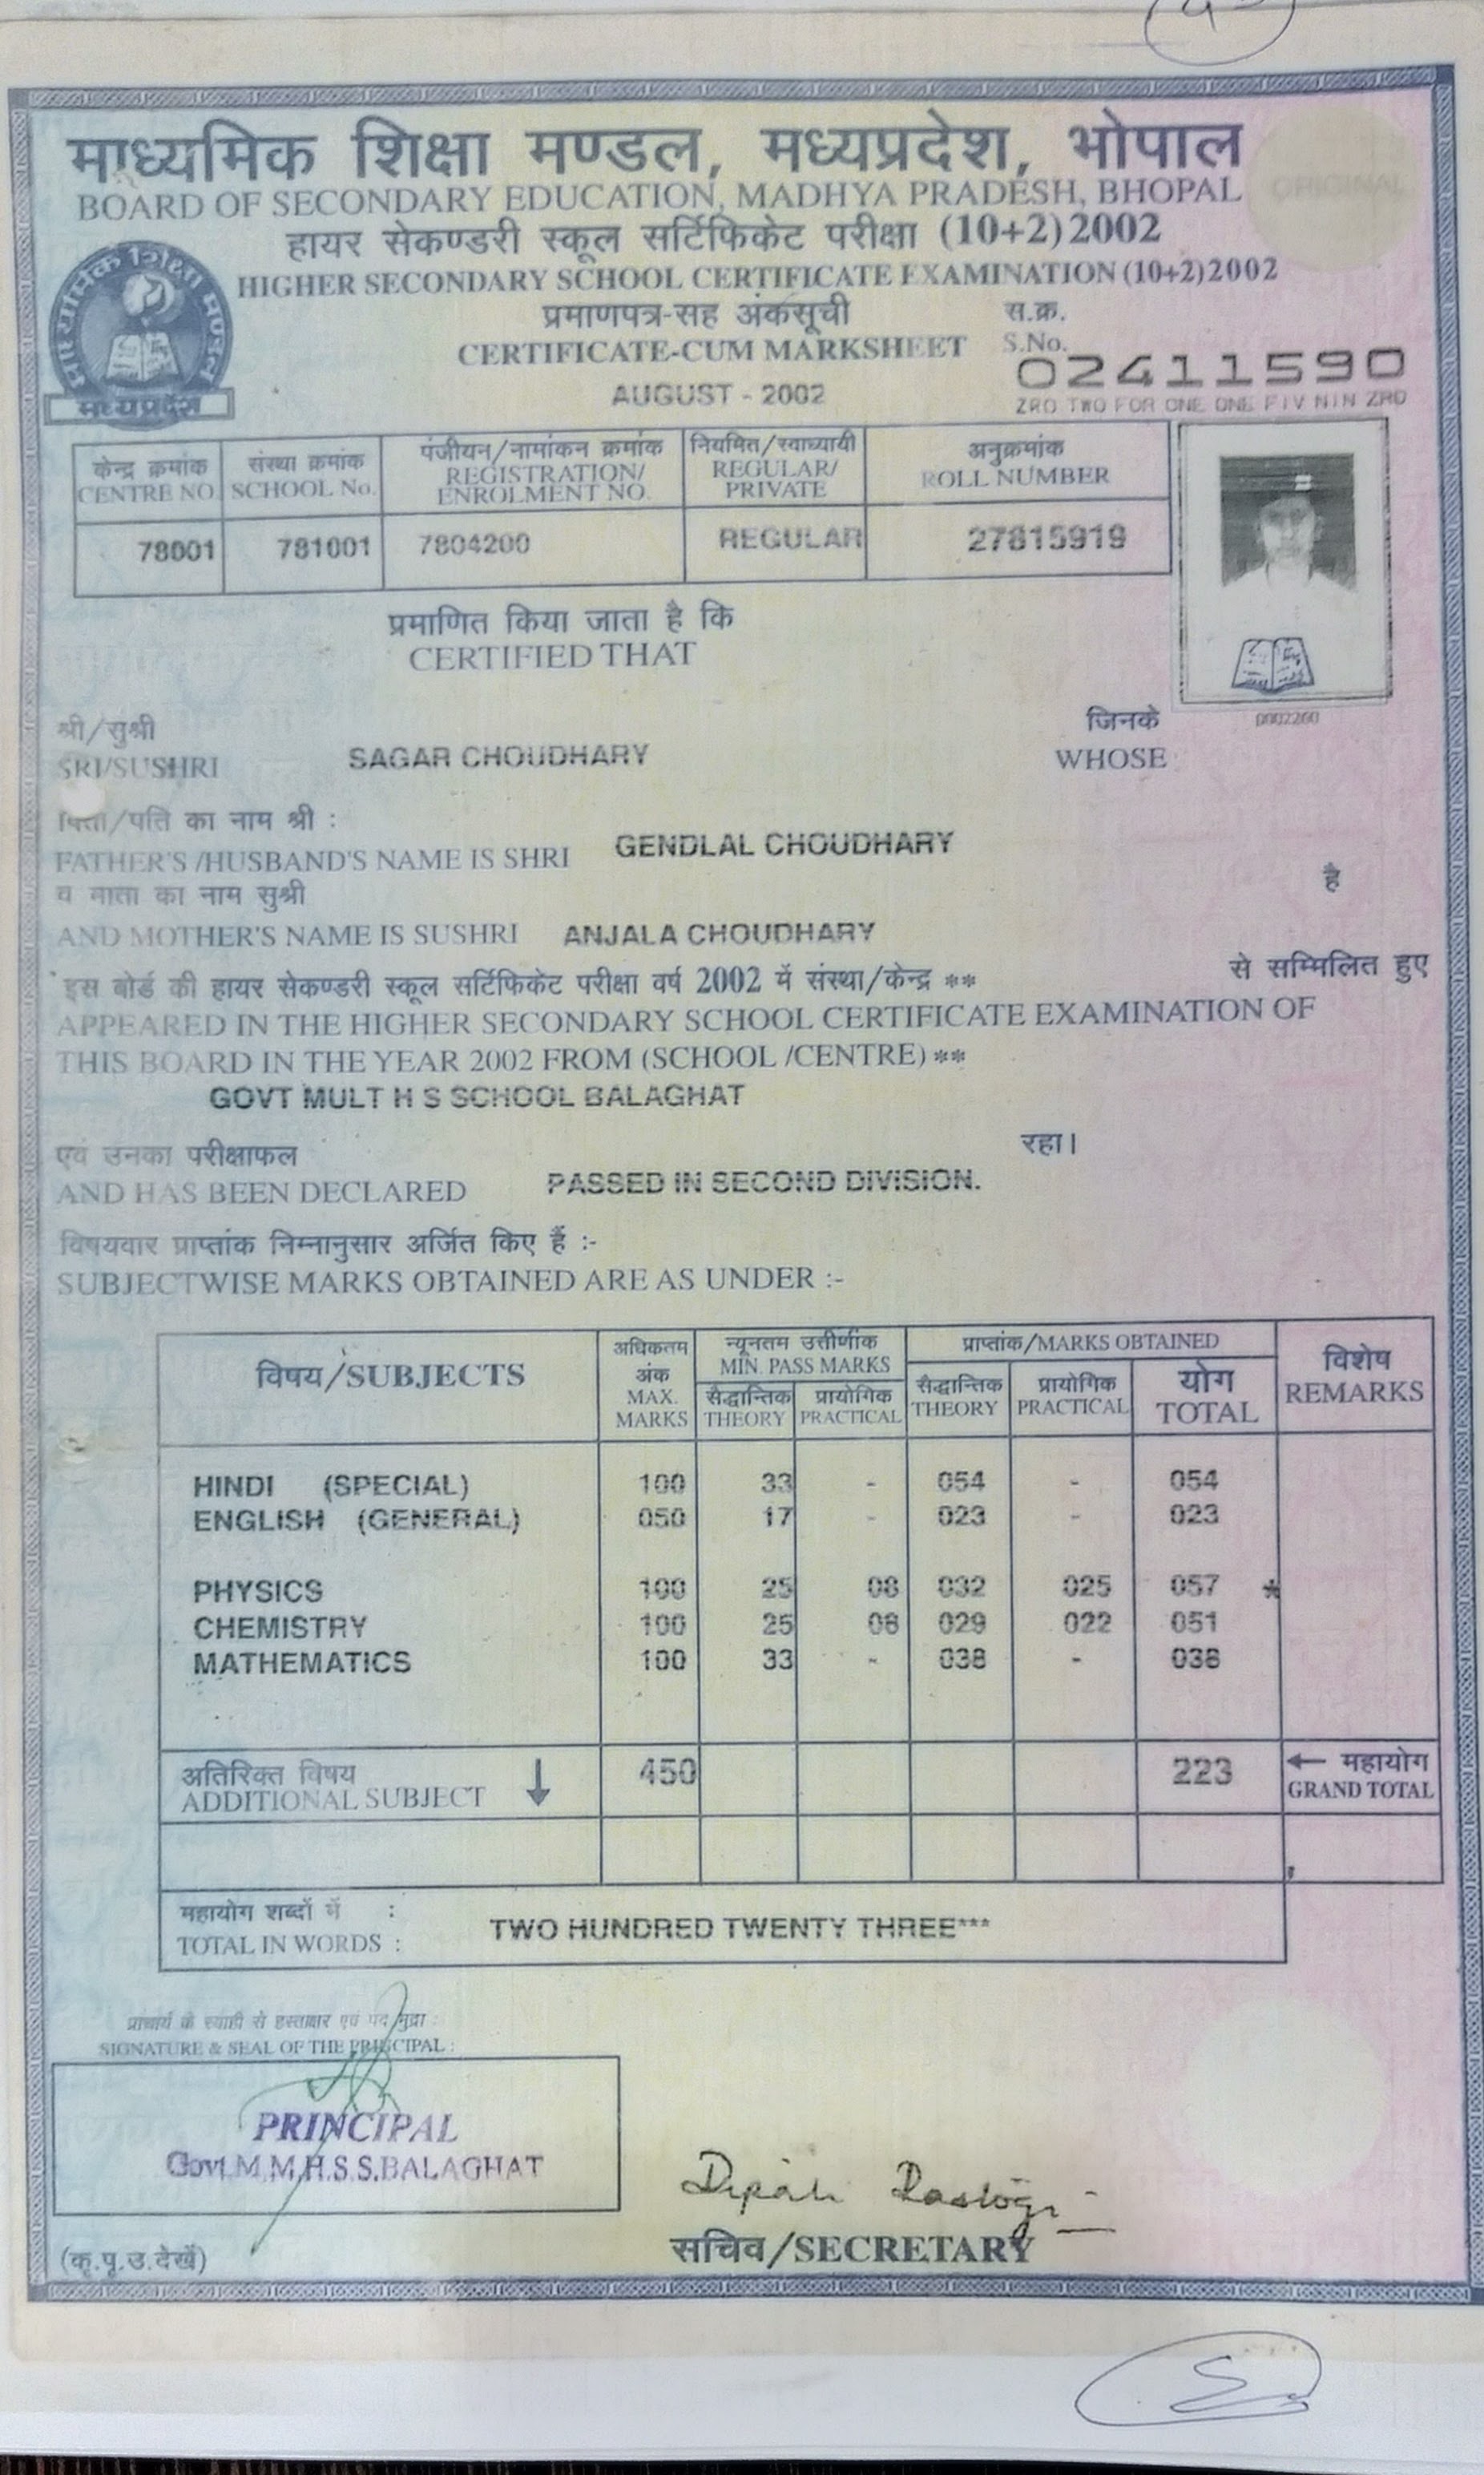 माध्यमिक शिक्षा मण्डल, मध्यप्रदेश, भोपाल
BOARD OF SECONDARY EDUCATION, MADHYA PRADESH, BHOPAL
ORIGINAL
हायर सेकण्डरी स्कूल सर्टिफिकेट परीक्षा (10+2) 2002
HIGHER SECONDARY SCHOOL CERTIFICATE EXAMINATION (10+2) 2002
प्रमाणपत्र-सह अंकसूची स.क्र.
CERTIFICATE-CUM MARKSHEET S.No.
02411590
AUGUST - 2002
ZRO TWO FOR ONE ONE FIV NIN ZRO
मध्यप्रदेश
केन्द्र क्रमांक संस्था क्रमांक पंजीयन/नामांकन क्रमांक नियमित/स्वाध्यायी अनुक्रमांक
CENTRE NO. SCHOOL No. REGISTRATION/ ENROLMENT NO. REGULAR/ PRIVATE ROLL NUMBER
78001 781001 7804200 REGULAR 27815919
प्रमाणित किया जाता है कि
CERTIFIED THAT
0002260
श्री/सुश्री जिनके
SRI/SUSHRI SAGAR CHOUDHARY WHOSE
पिता/पति का नाम श्री :
FATHER'S /HUSBAND'S NAME IS SHRI GENDLAL CHOUDHARY
व माता का नाम सुश्री है
AND MOTHER'S NAME IS SUSHRI ANJALA CHOUDHARY
इस बोर्ड की हायर सेकण्डरी स्कूल सर्टिफिकेट परीक्षा वर्ष 2002 में संस्था/केन्द्र ** से सम्मिलित हुए
APPEARED IN THE HIGHER SECONDARY SCHOOL CERTIFICATE EXAMINATION OF
THIS BOARD IN THE YEAR 2002 FROM (SCHOOL /CENTRE) **
GOVT MULT H S SCHOOL BALAGHAT
एवं उनका परीक्षाफल रहा।
AND HAS BEEN DECLARED PASSED IN SECOND DIVISION.
विषयवार प्राप्तांक निम्नानुसार अर्जित किए हैं :-
SUBJECTWISE MARKS OBTAINED ARE AS UNDER :-
विषय/SUBJECTS अधिकतम अंक MAX. MARKS न्यूनतम उत्तीर्णांक MIN. PASS MARKS प्राप्तांक/MARKS OBTAINED विशेष REMARKS
सैद्धान्तिक THEORY प्रायोगिक PRACTICAL सैद्धान्तिक THEORY प्रायोगिक PRACTICAL योग TOTAL
HINDI (SPECIAL) 100 33 - 054 - 054
ENGLISH (GENERAL) 050 17 - 023 - 023
PHYSICS 100 25 08 032 025 057 *
CHEMISTRY 100 25 08 029 022 051
MATHEMATICS 100 33 - 038 - 038
अतिरिक्त विषय ↓ 450 223 ← महायोग
ADDITIONAL SUBJECT GRAND TOTAL
महायोग शब्दों में :
TOTAL IN WORDS : TWO HUNDRED TWENTY THREE***
प्राचार्य के स्याही से हस्ताक्षर एवं पद मुद्रा :
SIGNATURE & SEAL OF THE PRINCIPAL :
PRINCIPAL
Govt.M.M.H.S.S.BALAGHAT
Dipali Rastogi
सचिव/SECRETARY
(कृ.पृ.उ.देखें)